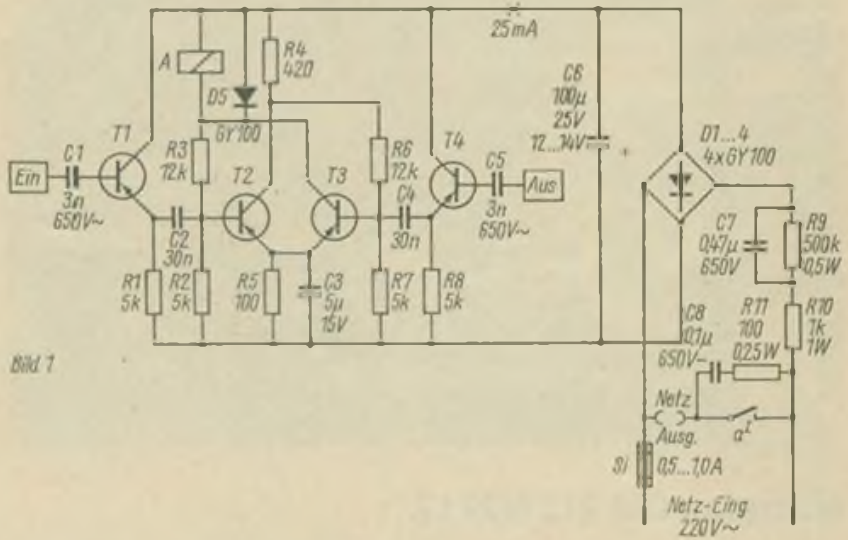 25mA
A
R4
420
D5
GY100
C6
100µ
25V
12...14V
+
T1
T4
D1...4
4xGY100
Ein
C1
3n
650V~
R3
12k
T2
T3
R6
12k
C4
30n
C5
3n
650V~
Aus
C2
30n
C7
0,47µ
650V
R9
500k
0,5W
R1
5k
R2
5k
R5
100
C3
5µ
15V
R7
5k
R8
5k
C8
0,1µ
650V~
R11
100
0,25W
R10
1k
1W
Bild 1
Netz
Ausg.
aI
Si
0,5...1,0A
Netz-Eing
220V~